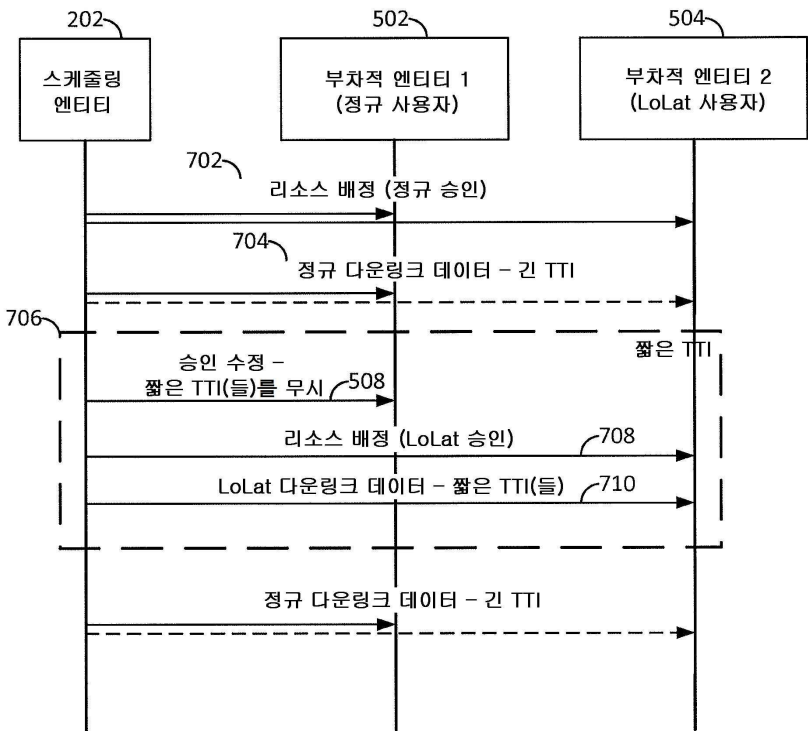 202
502
504
스케줄링
엔티티
부차적 엔티티 1
(정규 사용자)
부차적 엔티티 2
(LoLat 사용자)
702
리소스 배정 (정규 승인)
704
정규 다운링크 데이터 – 긴 TTI
706
짧은 TTI
승인 수정 –
짧은 TTI(들)를 무시
508
리소스 배정 (LoLat 승인)
708
LoLat 다운링크 데이터 – 짧은 TTI(들)
710
정규 다운링크 데이터 – 긴 TTI